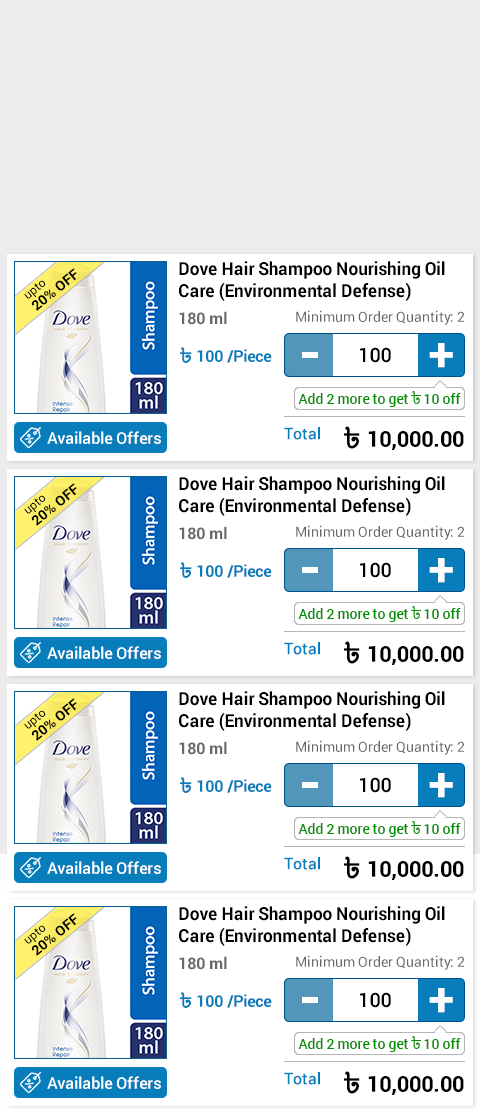 upto
20% OFF
Dove
Intense
Repair
Shampoo
180
ml
Available Offers
Dove Hair Shampoo Nourishing Oil
Care (Environmental Defense)
180 ml
Minimum Order Quantity: 2
৳ 100 /Piece
100
Add 2 more to get ৳ 10 off
Total ৳ 10,000.00
upto
20% OFF
Dove
Intense
Repair
Shampoo
180
ml
Available Offers
Dove Hair Shampoo Nourishing Oil
Care (Environmental Defense)
180 ml
Minimum Order Quantity: 2
৳ 100 /Piece
100
Add 2 more to get ৳ 10 off
Total ৳ 10,000.00
upto
20% OFF
Dove
Intense
Repair
Shampoo
180
ml
Available Offers
Dove Hair Shampoo Nourishing Oil
Care (Environmental Defense)
180 ml
Minimum Order Quantity: 2
৳ 100 /Piece
100
Add 2 more to get ৳ 10 off
Total ৳ 10,000.00
upto
20% OFF
Dove
Intense
Repair
Shampoo
180
ml
Available Offers
Dove Hair Shampoo Nourishing Oil
Care (Environmental Defense)
180 ml
Minimum Order Quantity: 2
৳ 100 /Piece
100
Add 2 more to get ৳ 10 off
Total ৳ 10,000.00